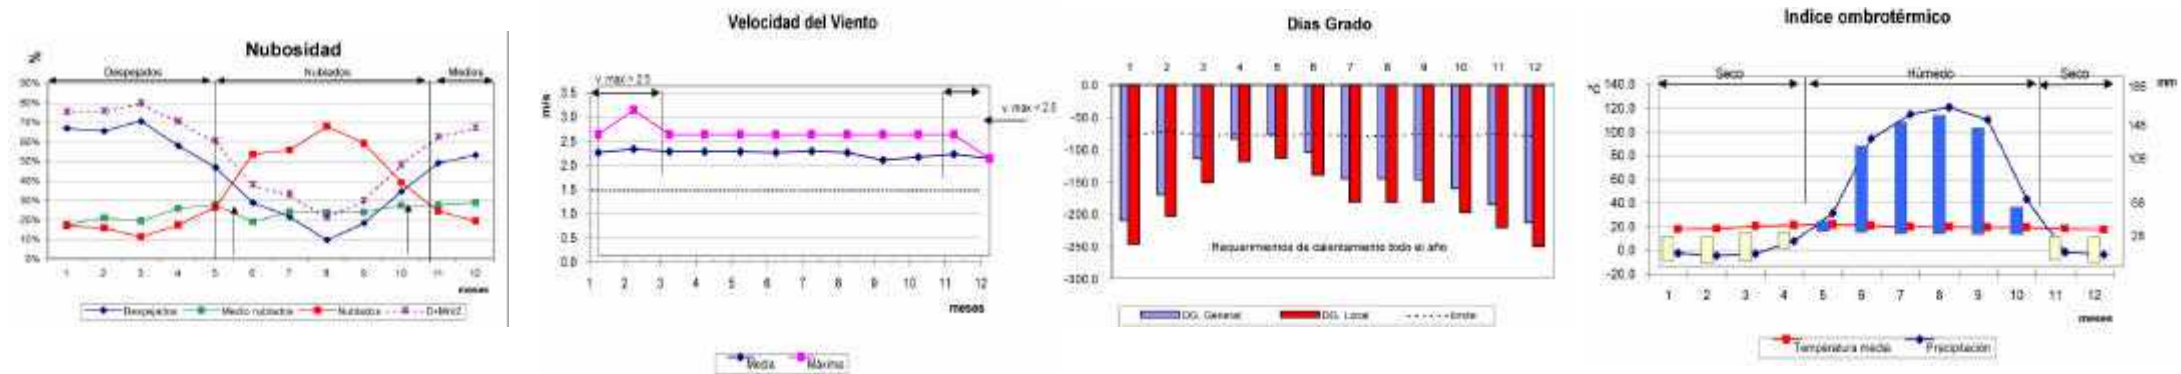 Nubosidad
%
Despejados
Nublados
Medios
90%
80%
70%
60%
50%
40%
30%
20%
10%
0%
1 2 3 4 5 6 7 8 9 10 11 12
meses
Despejados Medio nublados Nublados D+Mn/2
Velocidad del Viento
v. max > 2.5
v. max < 2.5
m/s
3.5
3.0
2.5
2.0
1.5
1.0
0.5
0.0
1 2 3 4 5 6 7 8 9 10 11 12
meses
Media Máxima
Dias Grado
1 2 3 4 5 6 7 8 9 10 11 12
0.0
-50.0
-100.0
-150.0
-200.0
-250.0
-300.0
Requerimientos de calentamiento todo el año
DG. General DG. Local límite
Indice ombrotérmico
°C
Seco
Húmedo
Seco
mm
140.0
120.0
100.0
80.0
60.0
40.0
20.0
0.0
-20.0
1 2 3 4 5 6 7 8 9 10 11 12
meses
Temperatura media Precipitación